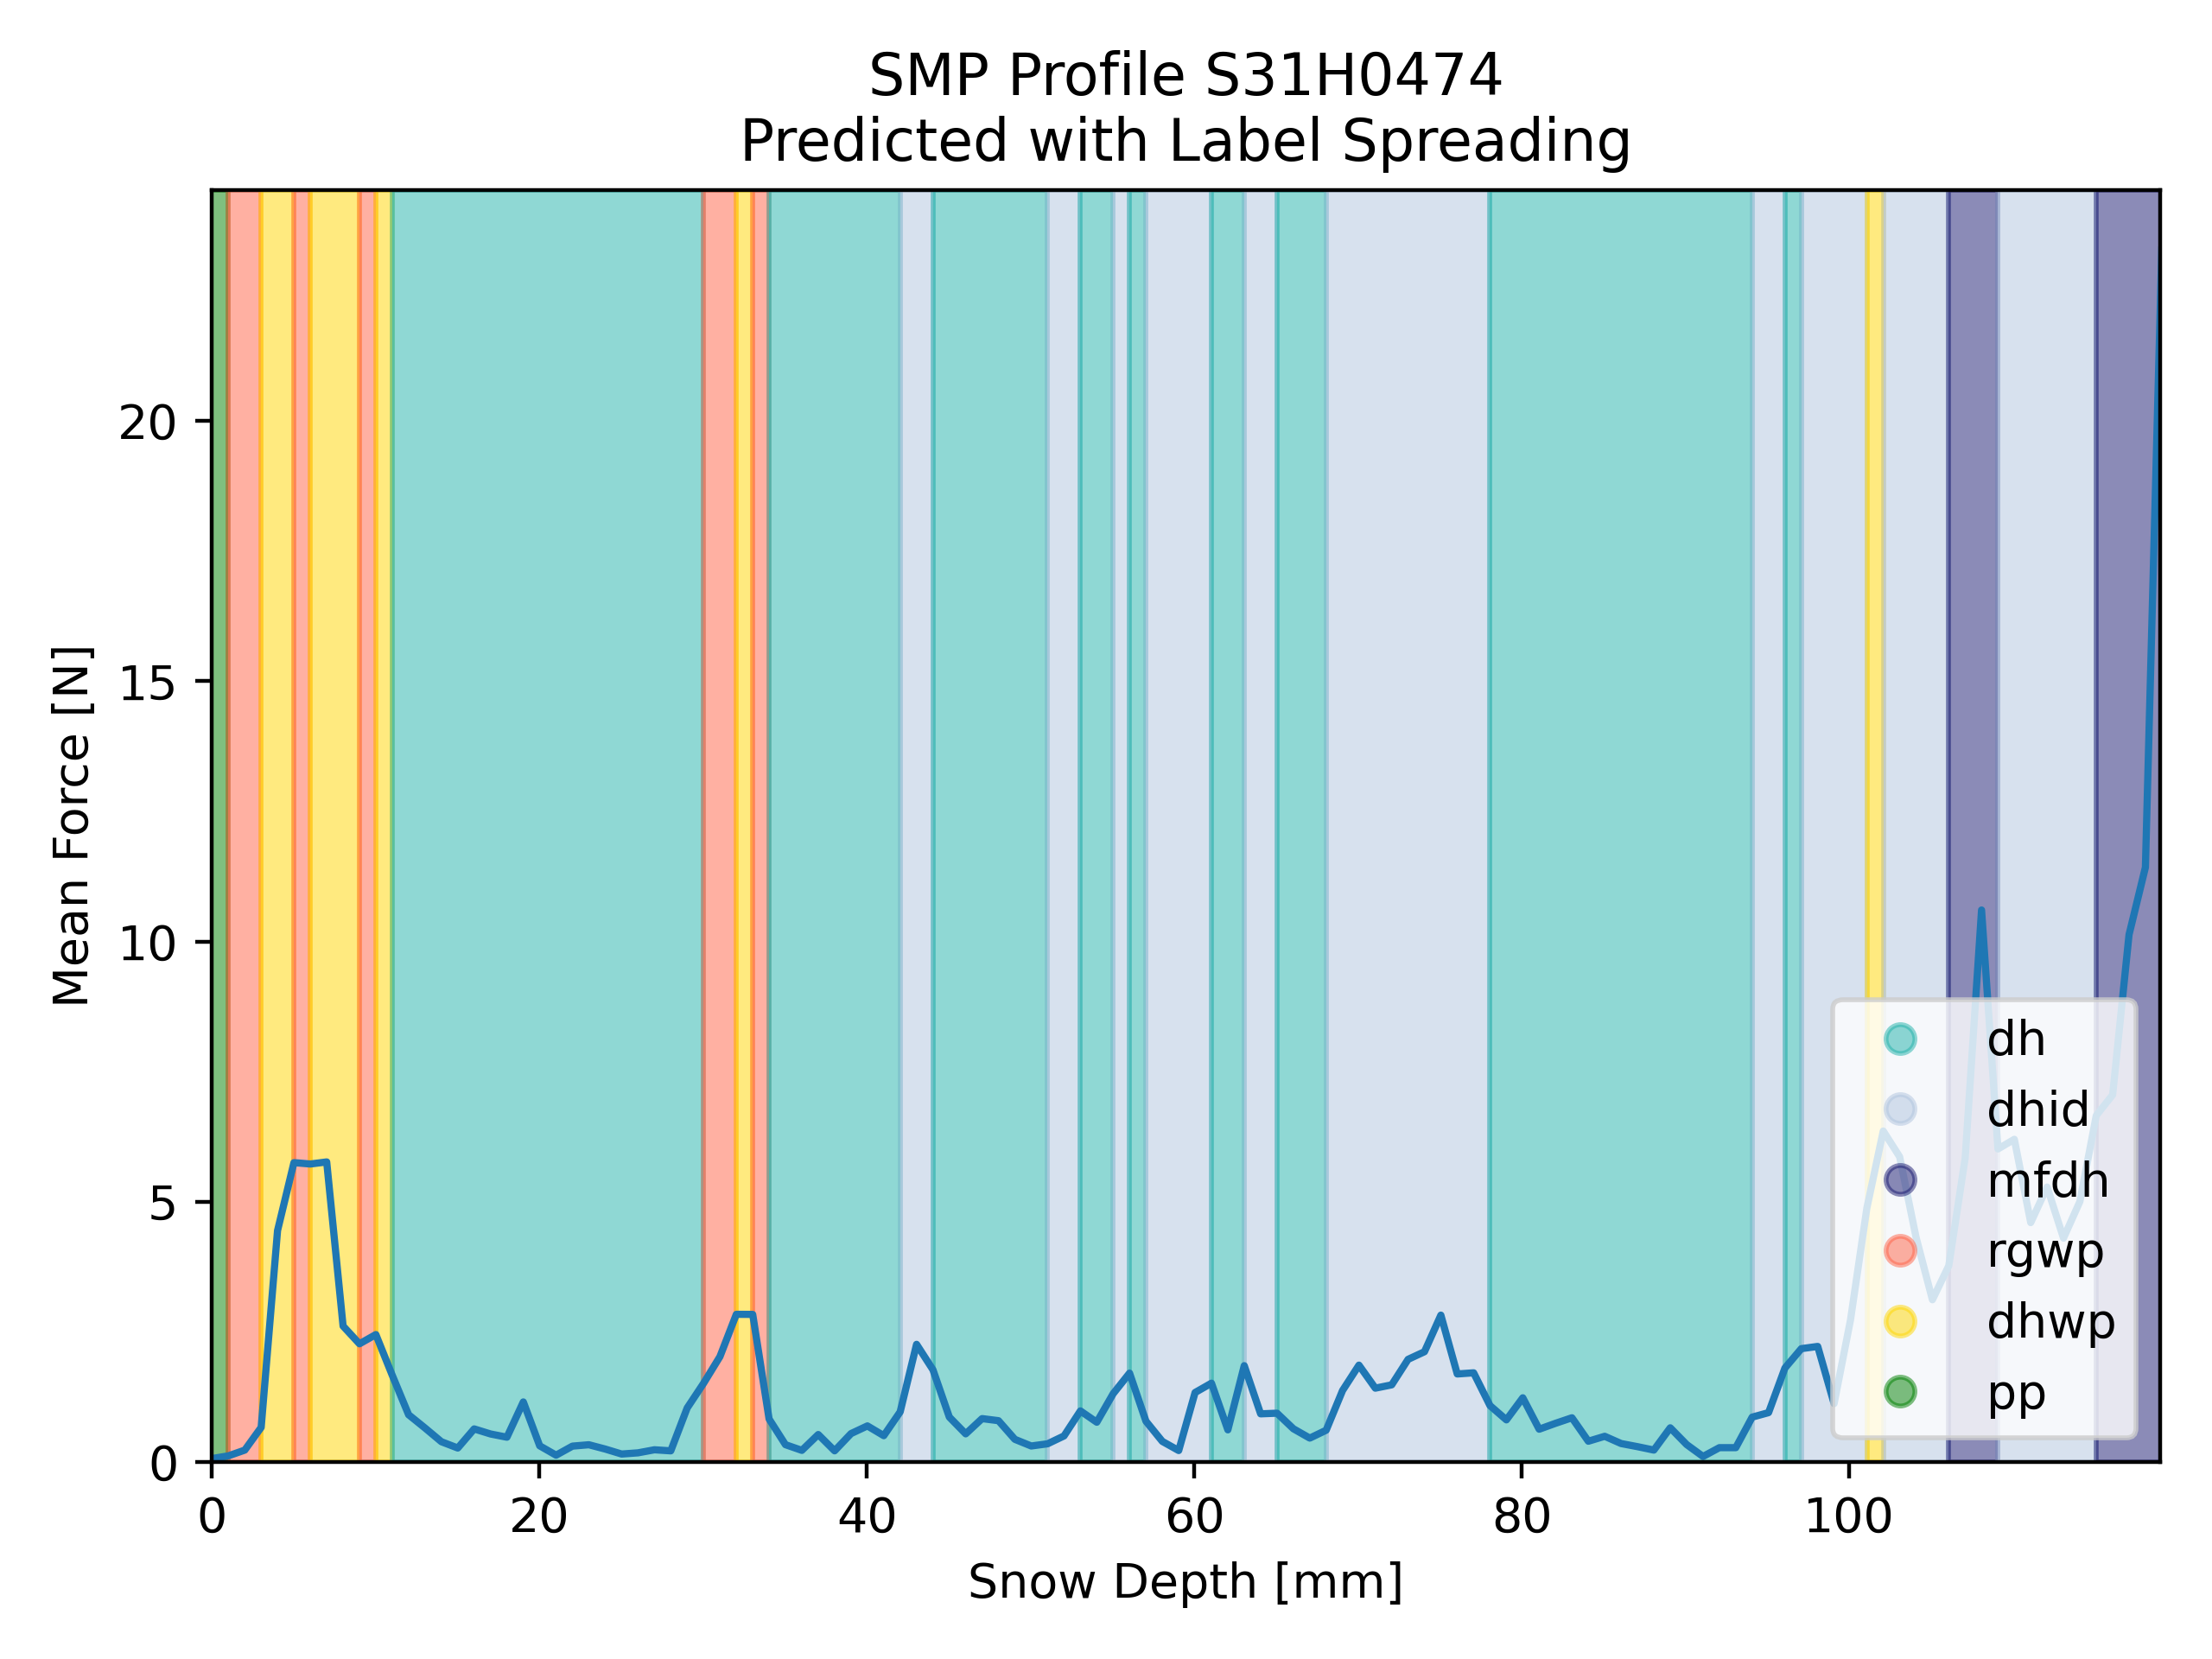 SMP Profile S31H0474
Predicted with Label Spreading
Mean Force [N]
20
15
10
5
0
dh
dhid
mfdh
rgwp
dhwp
pp
0 20 40 60 80 100
Snow Depth [mm]